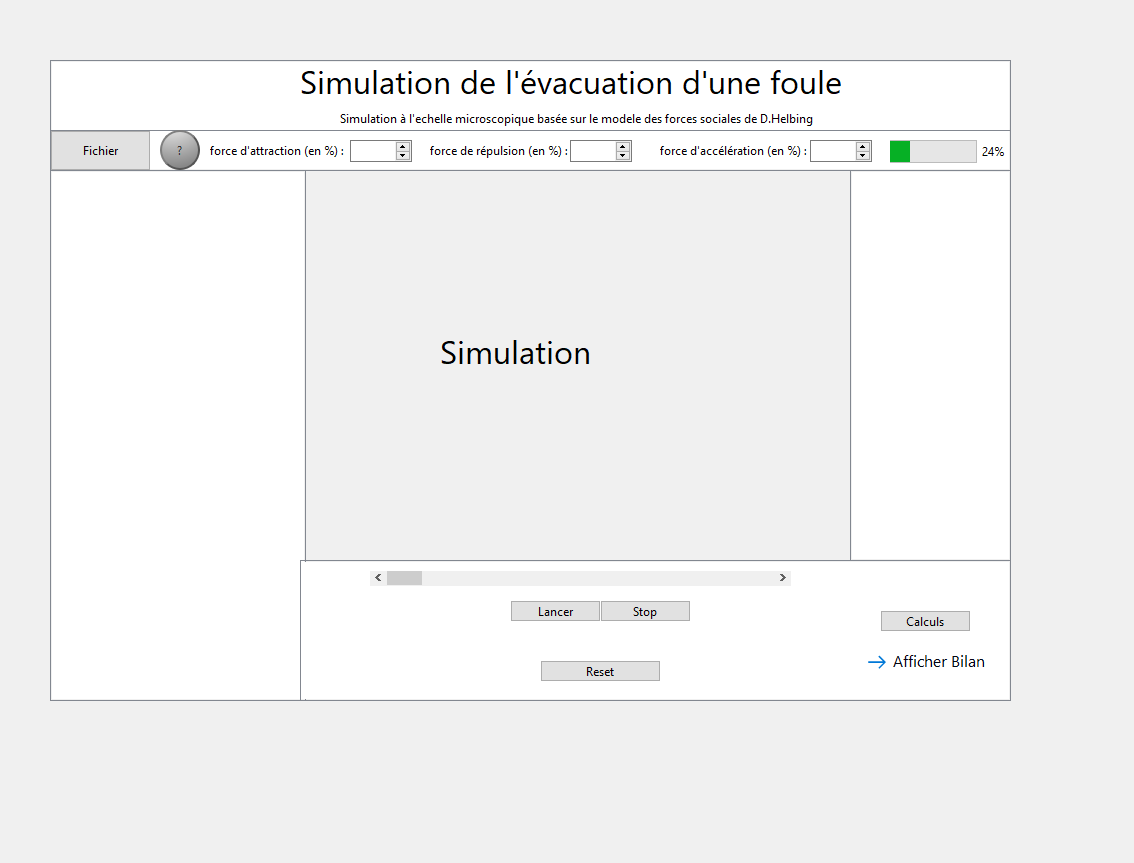 Simulation de l'évacuation d'une foule
Simulation à l'echelle microscopique basée sur le modele des forces sociales de D.Helbing
Fichier ? force d'attraction (en %) : force de répulsion (en %) : force d'accélération (en %) : 24%
Simulation
Lancer Stop
Calculs
Afficher Bilan
Reset